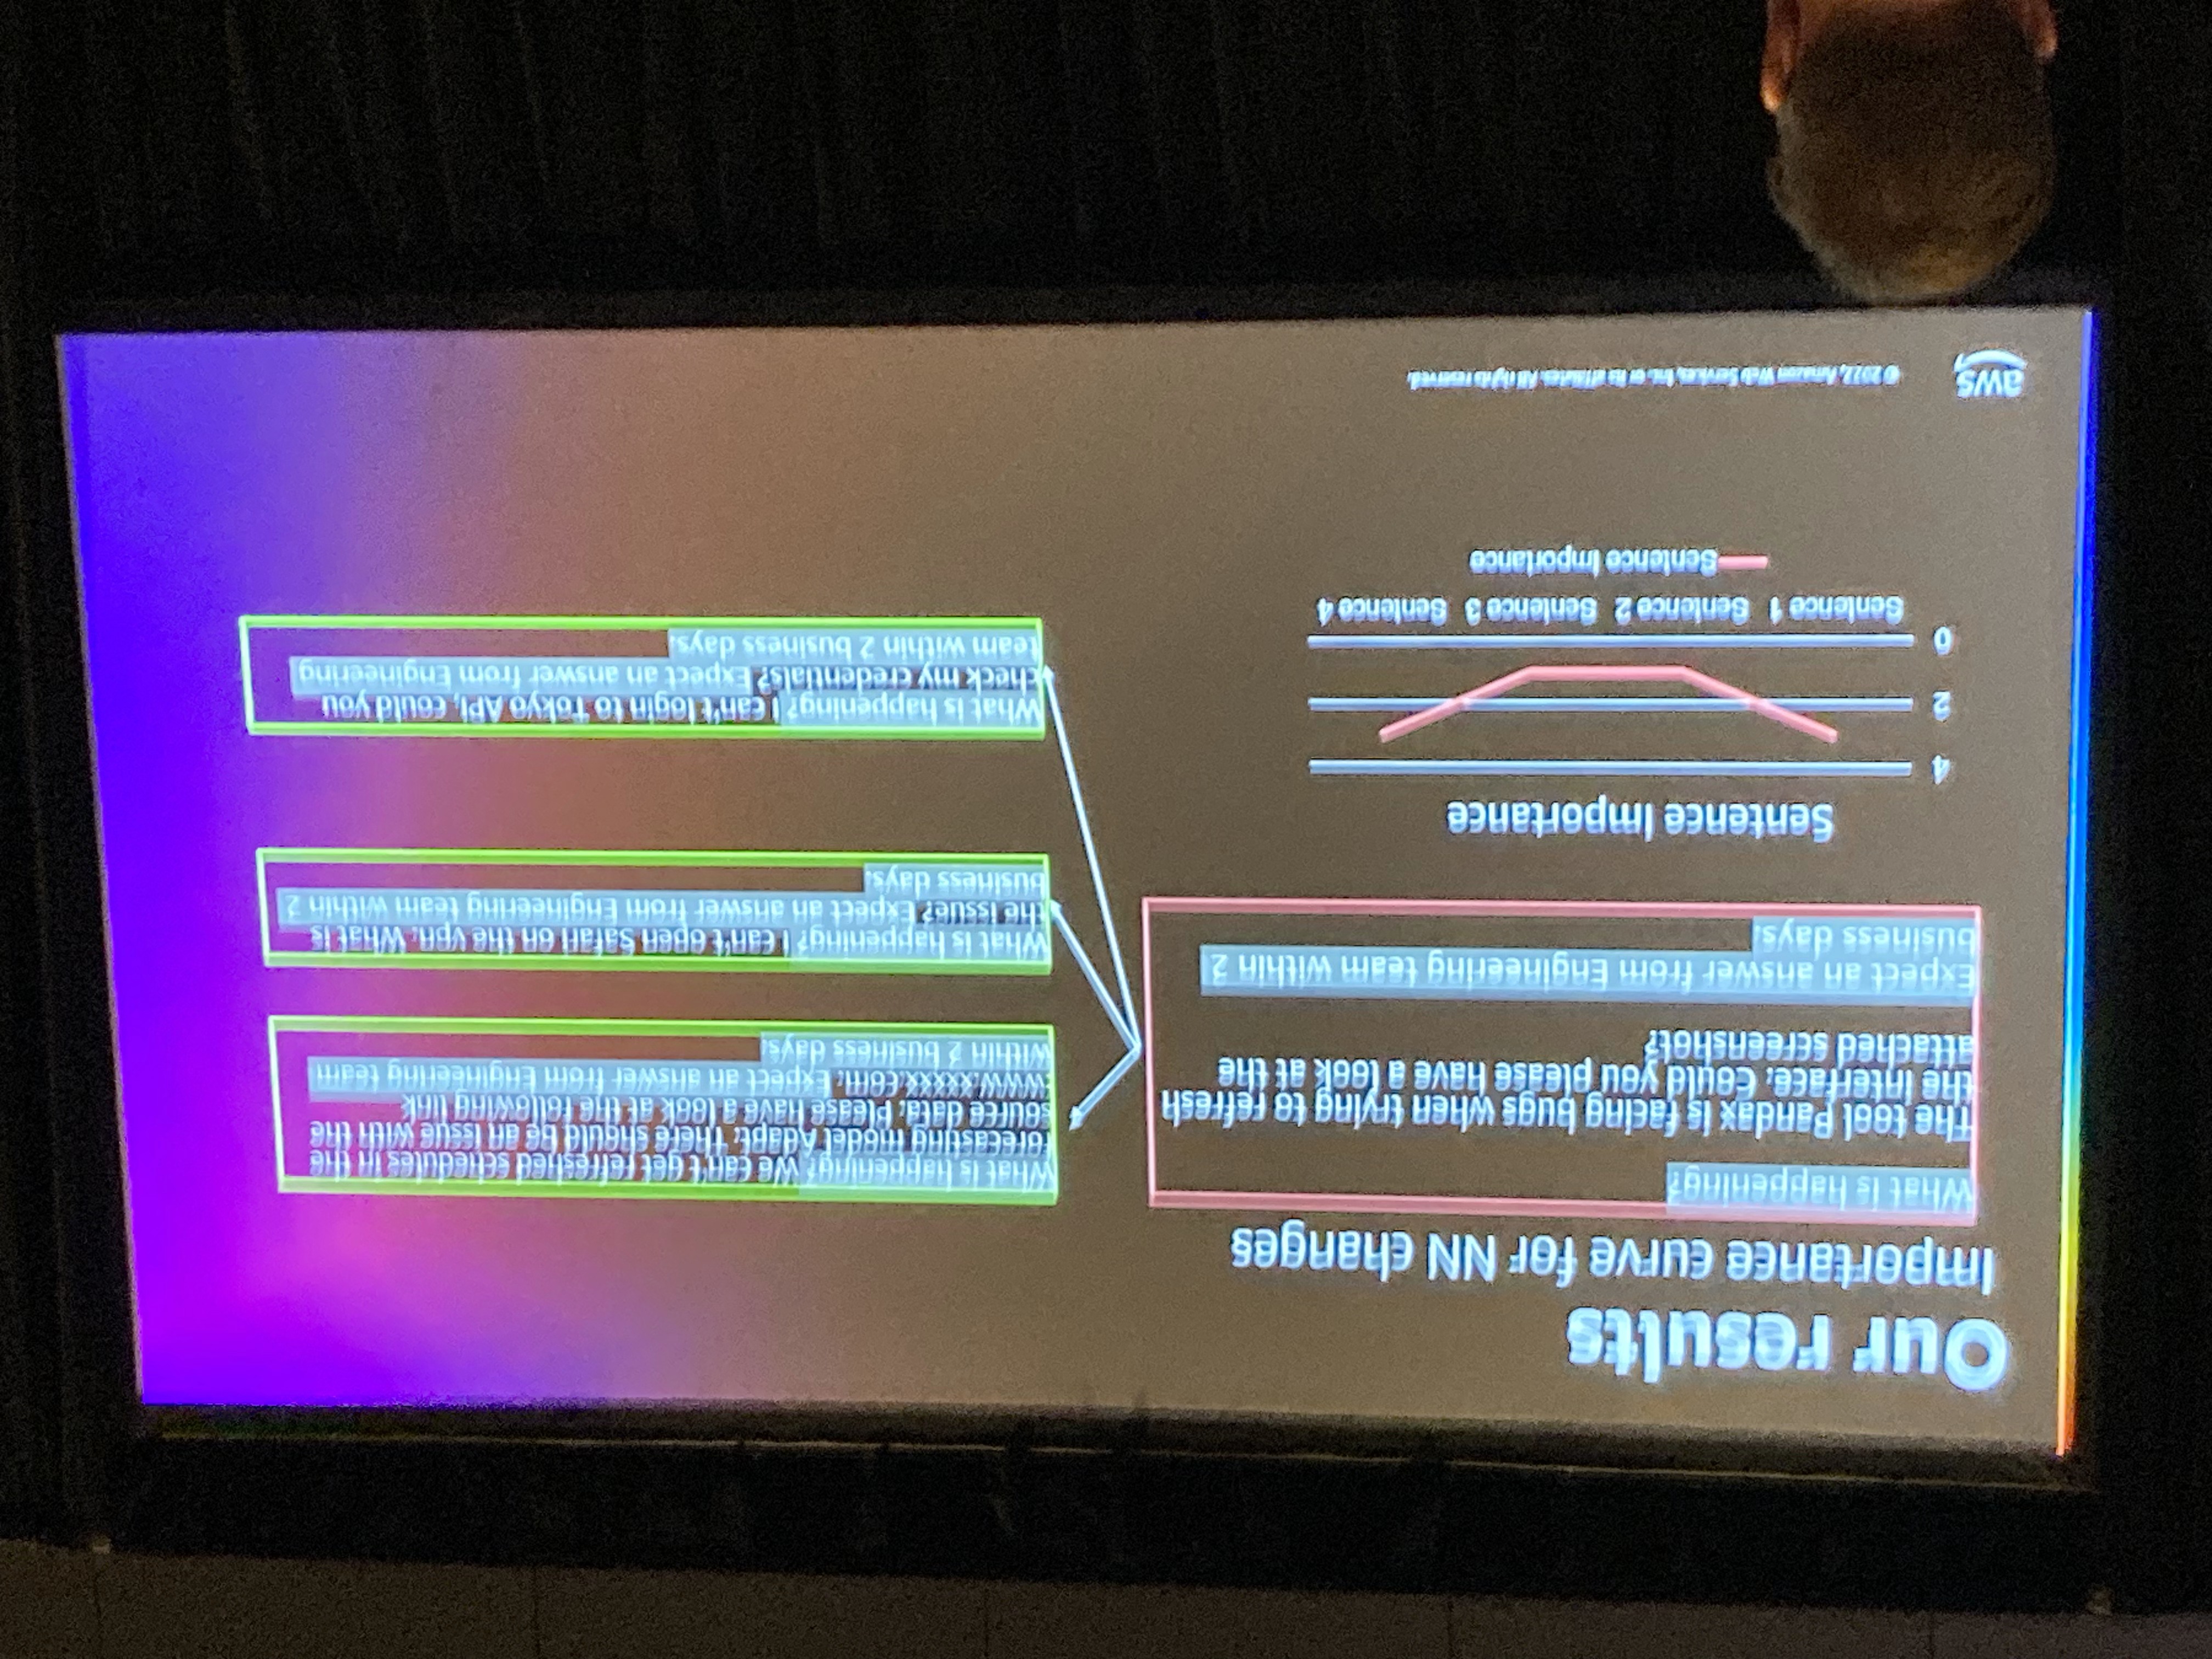 Our results
Importance curve for NN changes
What is happening?
The tool Pandax is facing bugs when trying to refresh
the interface. Could you please have a look at the
attached screenshot?
Expect an answer from Engineering team within 2
business days.
Sentence Importance
4
2
0
Sentence 1 Sentence 2 Sentence 3 Sentence 4
Sentence Importance
What is happening? We can't get refreshed schedules in the
forecasting model Adapt. There should be an issue with the
source data. Please have a look at the following link
:www.xxxxx.com. Expect an answer from Engineering team
within 2 business days.
What is happening? I can't open Safari on the vpn. What is
the issue? Expect an answer from Engineering team within 2
business days.
What is happening? I can't login to Tokyo API, could you
check my credentials? Expect an answer from Engineering
team within 2 business days.
aws
© 2022, Amazon Web Services, Inc. or its affiliates. All rights reserved.